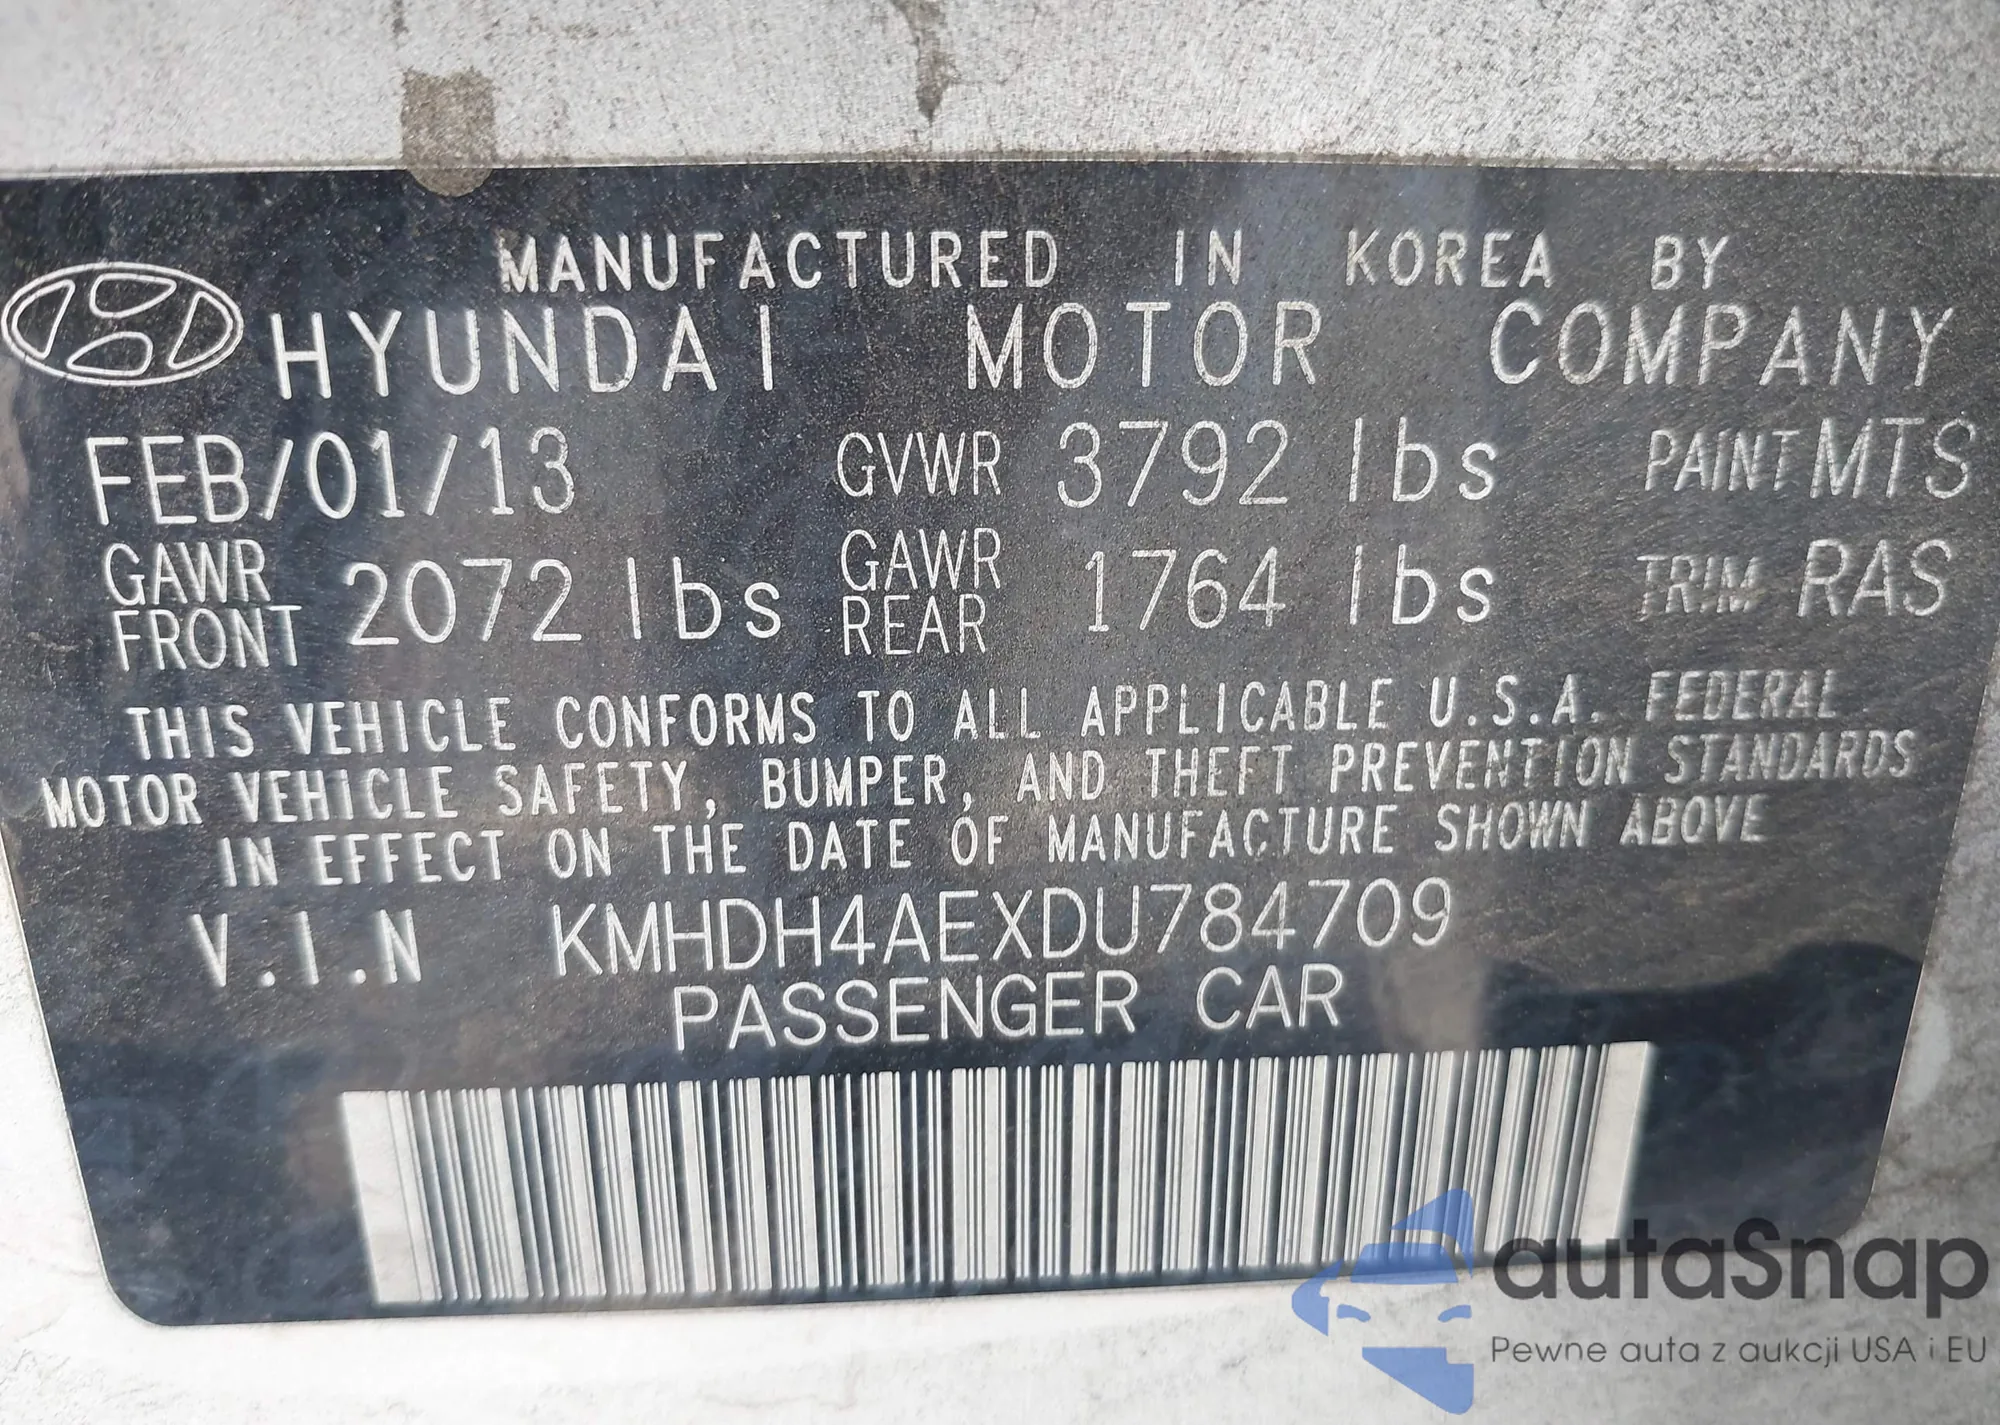 MANUFACTURED IN KOREA BY
HYUNDAI MOTOR COMPANY
FEB/01/13 GVWR 3792 lbs PAINT MTS
GAWR FRONT 2072 lbs GAWR REAR 1764 lbs TRIM RAS
THIS VEHICLE CONFORMS TO ALL APPLICABLE U.S.A. FEDERAL
MOTOR VEHICLE SAFETY, BUMPER, AND THEFT PREVENTION STANDARDS
IN EFFECT ON THE DATE OF MANUFACTURE SHOWN ABOVE
V.I.N KMHDH4AEXDU784709
PASSENGER CAR
autaSnap
Pewne auta z aukcji USA i EU